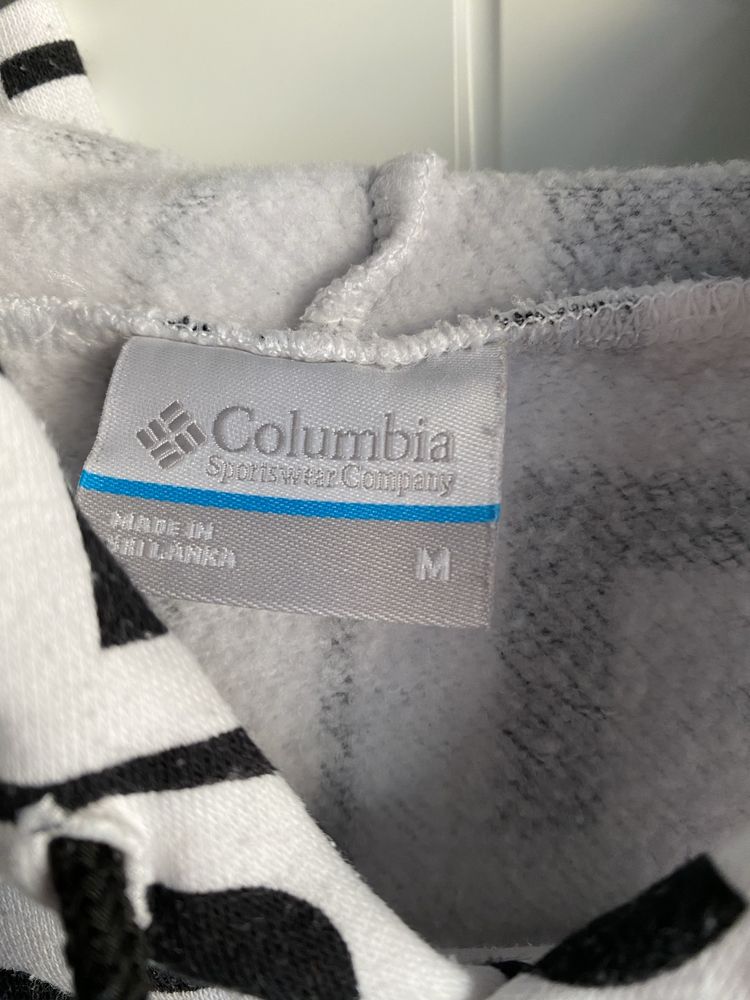 Columbia
Sportswear Company
MADE IN
SRI LANKA
M